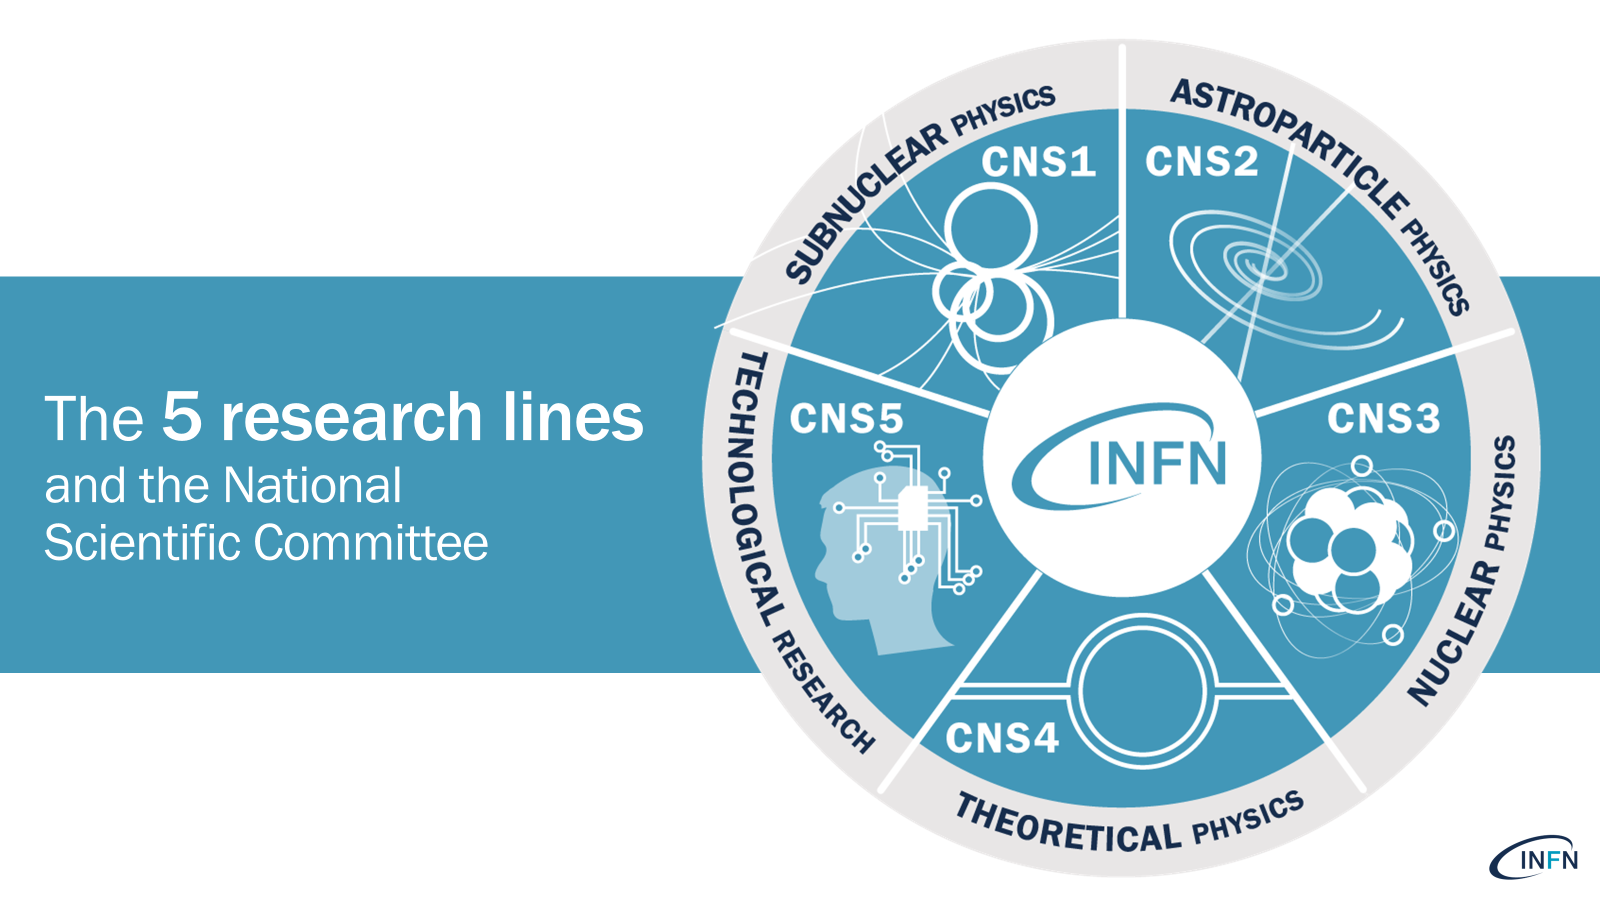 The 5 research lines
and the National
Scientific Committee
SUBNUCLEAR PHYSICS
CNS1
ASTROPARTICLE PHYSICS
CNS2
NUCLEAR PHYSICS
CNS3
THEORETICAL PHYSICS
CNS4
TECHNOLOGICAL RESEARCH
CNS5
INFN
INFN